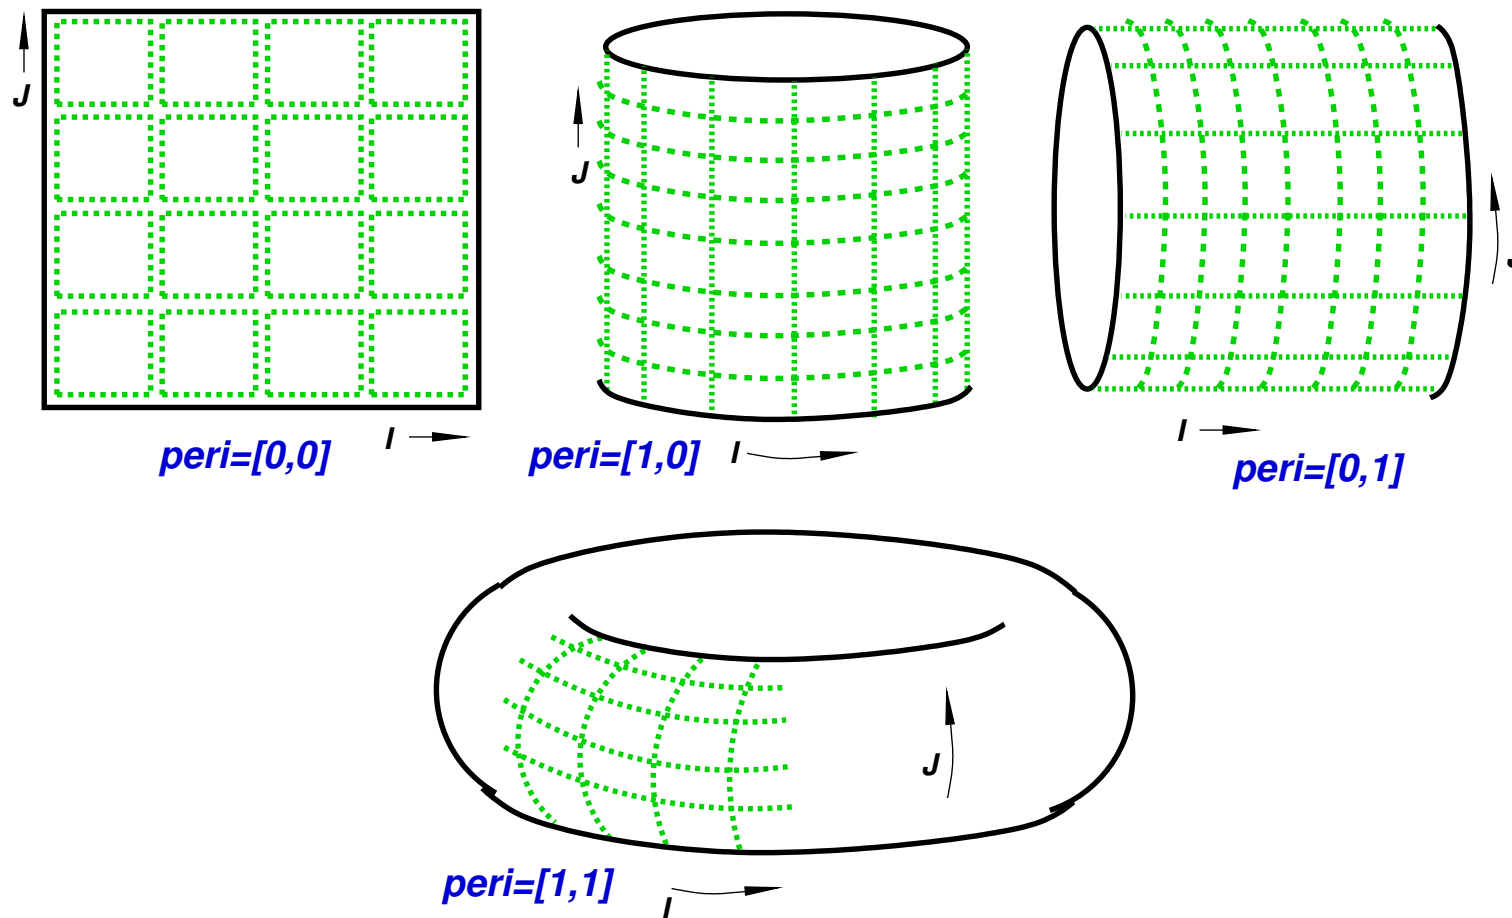 J
I
peri=[0,0]
J
peri=[1,0]
I
I
J
peri=[0,1]
J
peri=[1,1]
I